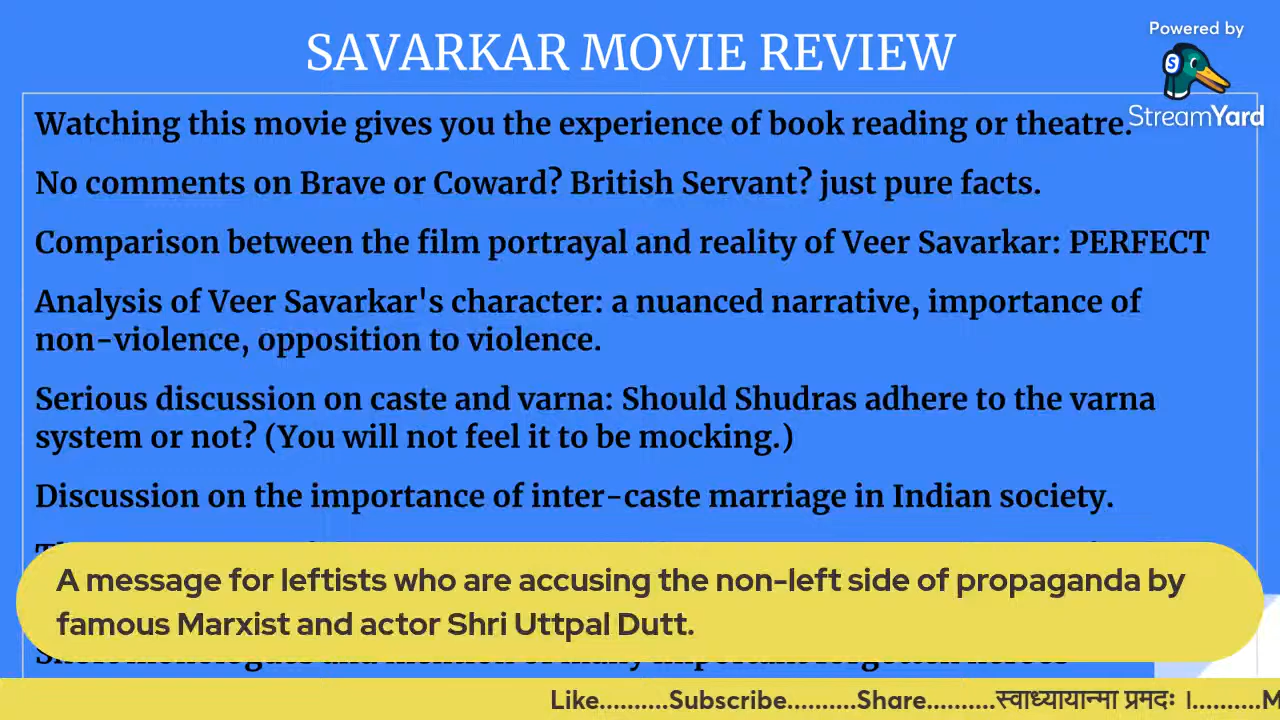 SAVARKAR MOVIE REVIEW
Powered by
StreamYard
Watching this movie gives you the experience of book reading or theatre.
No comments on Brave or Coward? British Servant? just pure facts.
Comparison between the film portrayal and reality of Veer Savarkar: PERFECT
Analysis of Veer Savarkar's character: a nuanced narrative, importance of
non-violence, opposition to violence.
Serious discussion on caste and varna: Should Shudras adhere to the varna
system or not? (You will not feel it to be mocking.)
Discussion on the importance of inter-caste marriage in Indian society.
A message for leftists who are accusing the non-left side of propaganda by
famous Marxist and actor Shri Uttpal Dutt.
Like..........Subscribe..........Share..........स्वाध्यायान्मा प्रमदः ।..........M